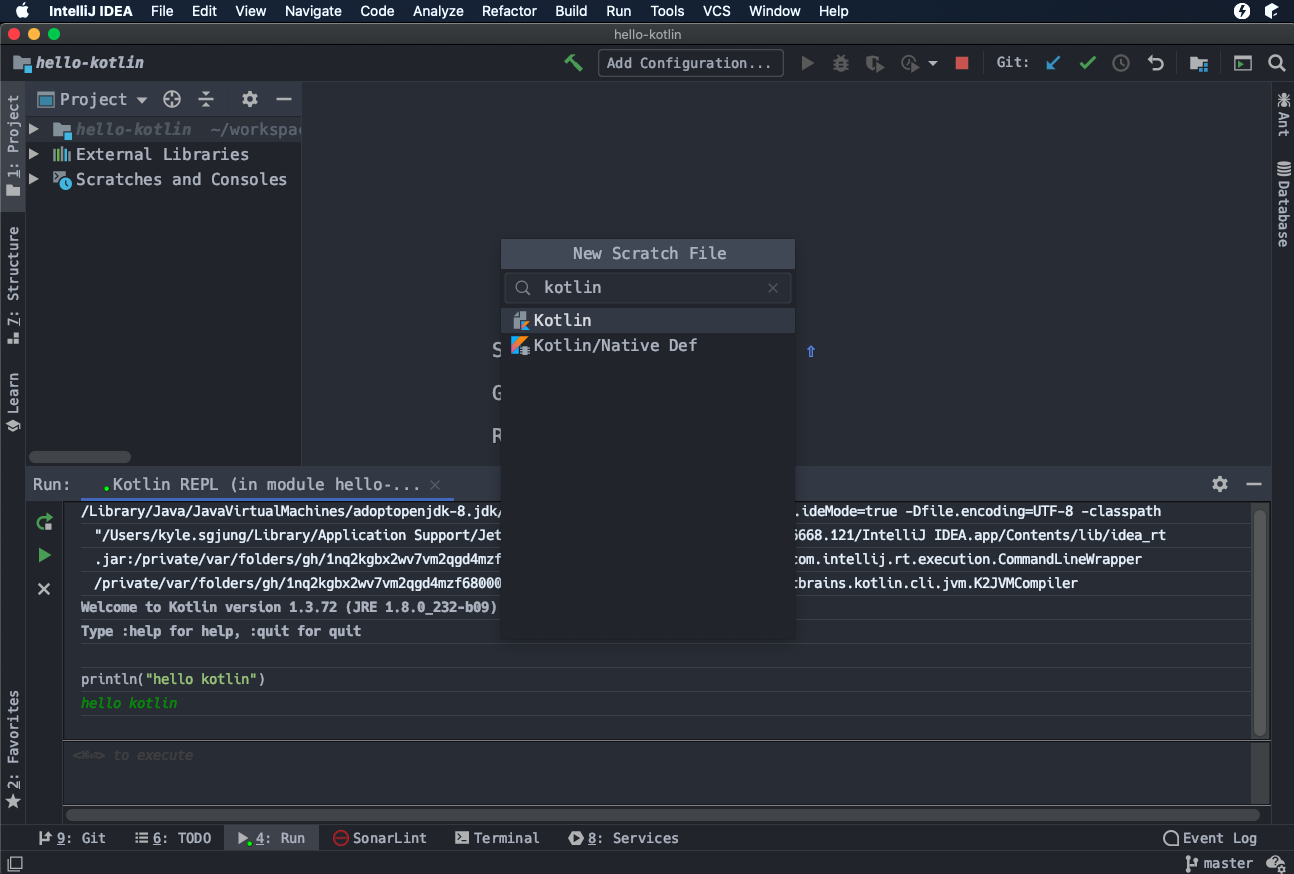 IntelliJ IDEA File Edit View Navigate Code Analyze Refactor Build Run Tools VCS Window Help
hello-kotlin
hello-kotlin Add Configuration... Git:
Project
hello-kotlin ~/workspa
External Libraries
Scratches and Consoles
1: Project
7: Structure
Learn
2: Favorites
Ant
Database
New Scratch File
kotlin
Kotlin
Kotlin/Native Def
S ⇧
G
R
Run: Kotlin REPL (in module hello-...
/Library/Java/JavaVirtualMachines/adoptopenjdk-8.jdk/ .ideMode=true -Dfile.encoding=UTF-8 -classpath
"/Users/kyle.sgjung/Library/Application Support/Jet 6668.121/IntelliJ IDEA.app/Contents/lib/idea_rt
.jar:/private/var/folders/gh/1nq2kgbx2wv7vm2qgd4mzf com.intellij.rt.execution.CommandLineWrapper
/private/var/folders/gh/1nq2kgbx2wv7vm2qgd4mzf68000 tbrains.kotlin.cli.jvm.K2JVMCompiler
Welcome to Kotlin version 1.3.72 (JRE 1.8.0_232-b09)
Type :help for help, :quit for quit
println("hello kotlin")
hello kotlin
<⌘⏎> to execute
9: Git 6: TODO 4: Run SonarLint Terminal 8: Services Event Log
master